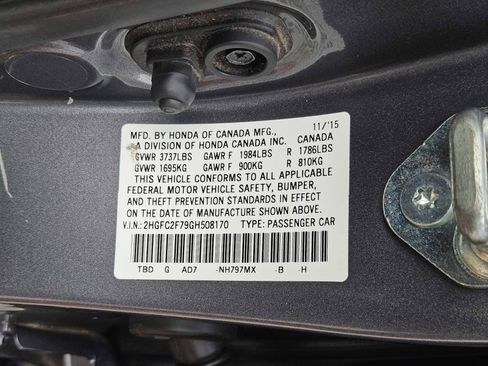 MFD. BY HONDA OF CANADA MFG., 11/'15
A DIVISION OF HONDA CANADA INC. CANADA
GVWR 3737LBS GAWR F 1984LBS R 1786LBS
GVWR 1695KG GAWR F 900KG R 810KG
THIS VEHICLE CONFORMS TO ALL APPLICABLE
FEDERAL MOTOR VEHICLE SAFETY, BUMPER,
AND THEFT PREVENTION STANDARDS IN EFFECT
ON THE DATE OF MANUFACTURE SHOWN ABOVE.
V.I.N.: 2HGFC2F79GH508170 TYPE: PASSENGER CAR
TBD G AD7 -NH797MX -B -H